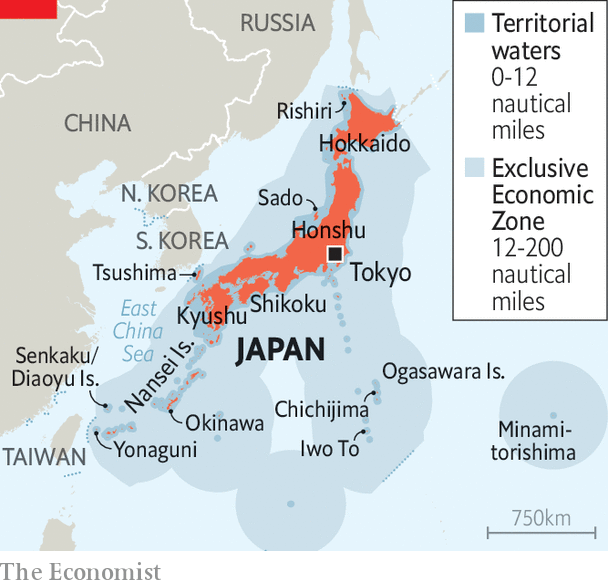 RUSSIA
Territorial
waters
0-12
nautical
miles
Exclusive
Economic
Zone
12-200
nautical
miles
CHINA
Rishiri
Hokkaido
N. KOREA
Sado
Honshu
S. KOREA
Tsushima
Tokyo
East
China
Sea
Kyushu
Shikoku
JAPAN
Senkaku/
Diaoyu Is.
Nansei Is.
Ogasawara Is.
Chichijima
Okinawa
Iwo To
Minami-
torishima
Yonaguni
TAIWAN
750km
The Economist